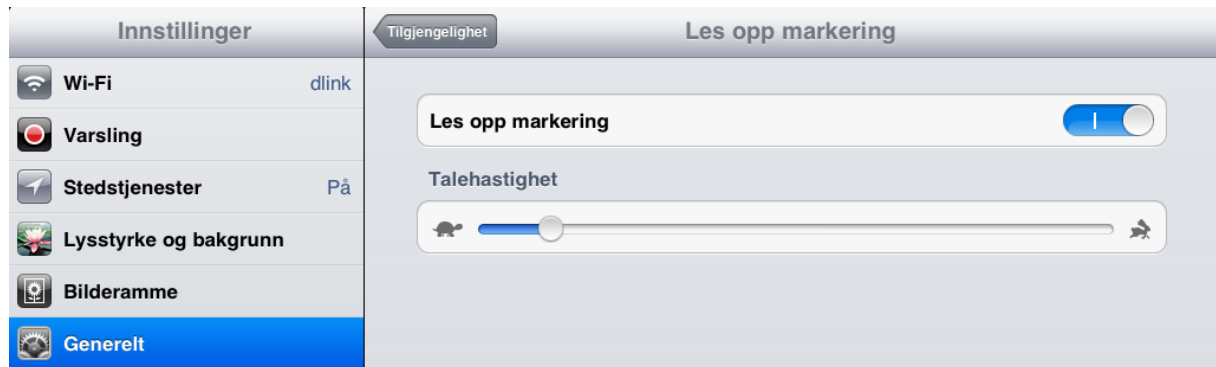 Innstillinger
Tilgjengelighet
Les opp markering
Wi-Fi dlink
Varsling
Stedstjenester På
Lysstyrke og bakgrunn
Bilderamme
Generelt
Les opp markering
Talehastighet